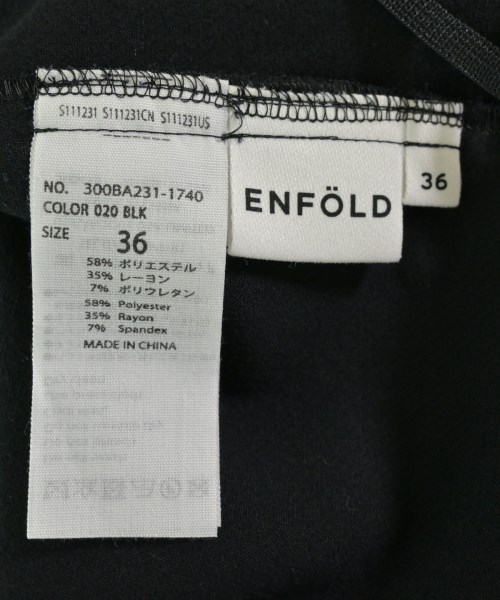 S111231 S111231CN S111231US
NO. 300BA231-1740
COLOR 020 BLK
SIZE 36
58% ポリエステル
35% レーヨン
7% ポリウレタン
58% Polyester
35% Rayon
7% Spandex
MADE IN CHINA
ENFÖLD
36